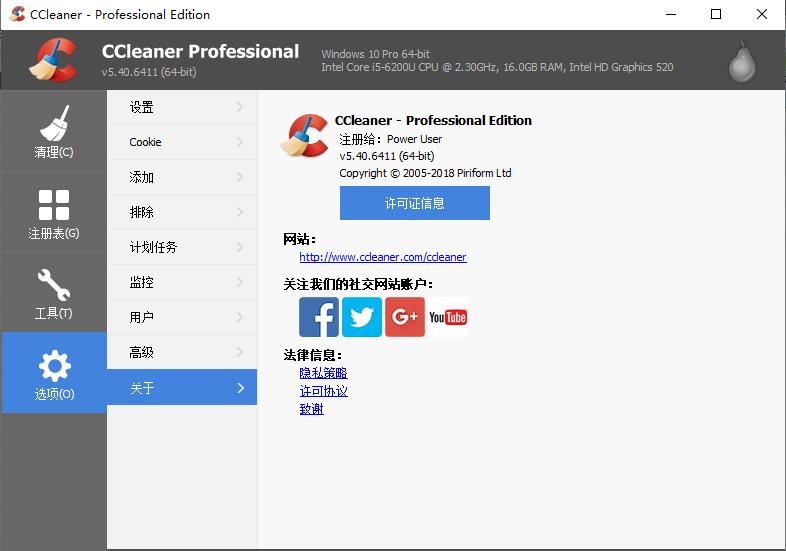 CCleaner - Professional Edition
CCleaner Professional
v5.40.6411 (64-bit)
Windows 10 Pro 64-bit
Intel Core i5-6200U CPU @ 2.30GHz, 16.0GB RAM, Intel HD Graphics 520
清理(C)
注册表(G)
工具(T)
选项(O)
设置
Cookie
添加
排除
计划任务
监控
用户
高级
关于
CCleaner - Professional Edition
注册给：Power User
v5.40.6411 (64-bit)
Copyright © 2005-2018 Piriform Ltd
许可证信息
网站：
http://www.ccleaner.com/ccleaner
关注我们的社交网站账户：
f
G+
YouTube
法律信息：
隐私策略
许可协议
致谢